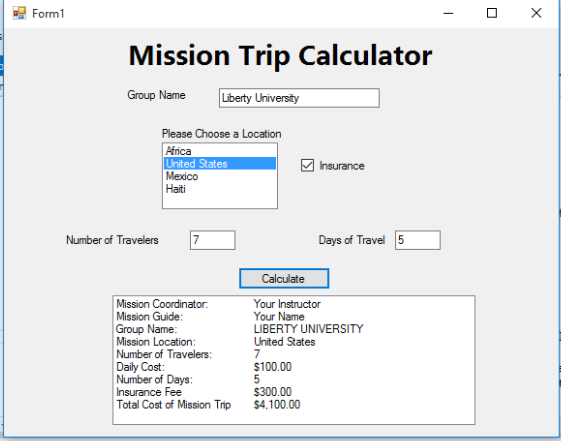 Form1
Mission Trip Calculator
Group Name Liberty University
Please Choose a Location
Africa
United States
Insurance
Mexico
Haiti
Number of Travelers 7 Days of Travel 5
Calculate
Mission Coordinator: Your Instructor
Mission Guide: Your Name
Group Name: LIBERTY UNIVERSITY
Mission Location: United States
Number of Travelers: 7
Daily Cost: $100.00
Number of Days: 5
Insurance Fee $300.00
Total Cost of Mission Trip $4,100.00